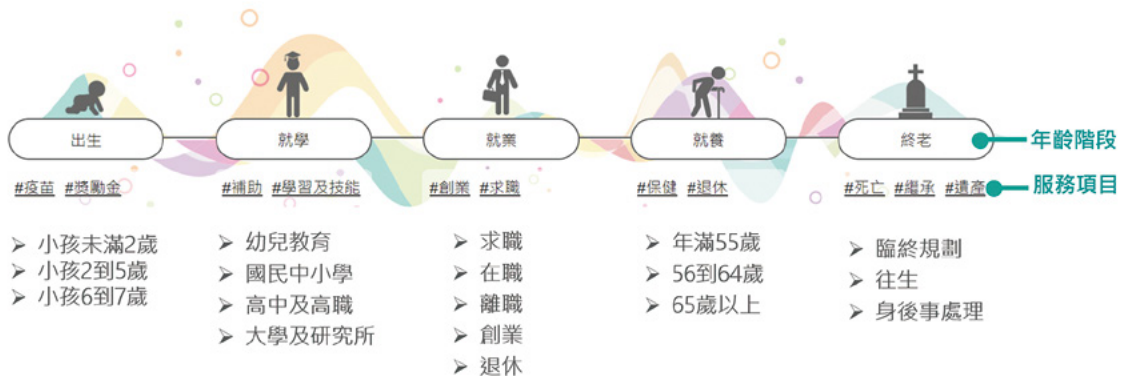 出生
就學
就業
就養
終老
年齡階段
#疫苗 #獎勵金
#補助 #學習及技能
#創業 #求職
#保健 #退休
#死亡 #繼承 #遺產
服務項目
➢ 小孩未滿2歲
➢ 小孩2到5歲
➢ 小孩6到7歲
➢ 幼兒教育
➢ 國民中小學
➢ 高中及高職
➢ 大學及研究所
➢ 求職
➢ 在職
➢ 離職
➢ 創業
➢ 退休
➢ 年滿55歲
➢ 56到64歲
➢ 65歲以上
➢ 臨終規劃
➢ 往生
➢ 身後事處理